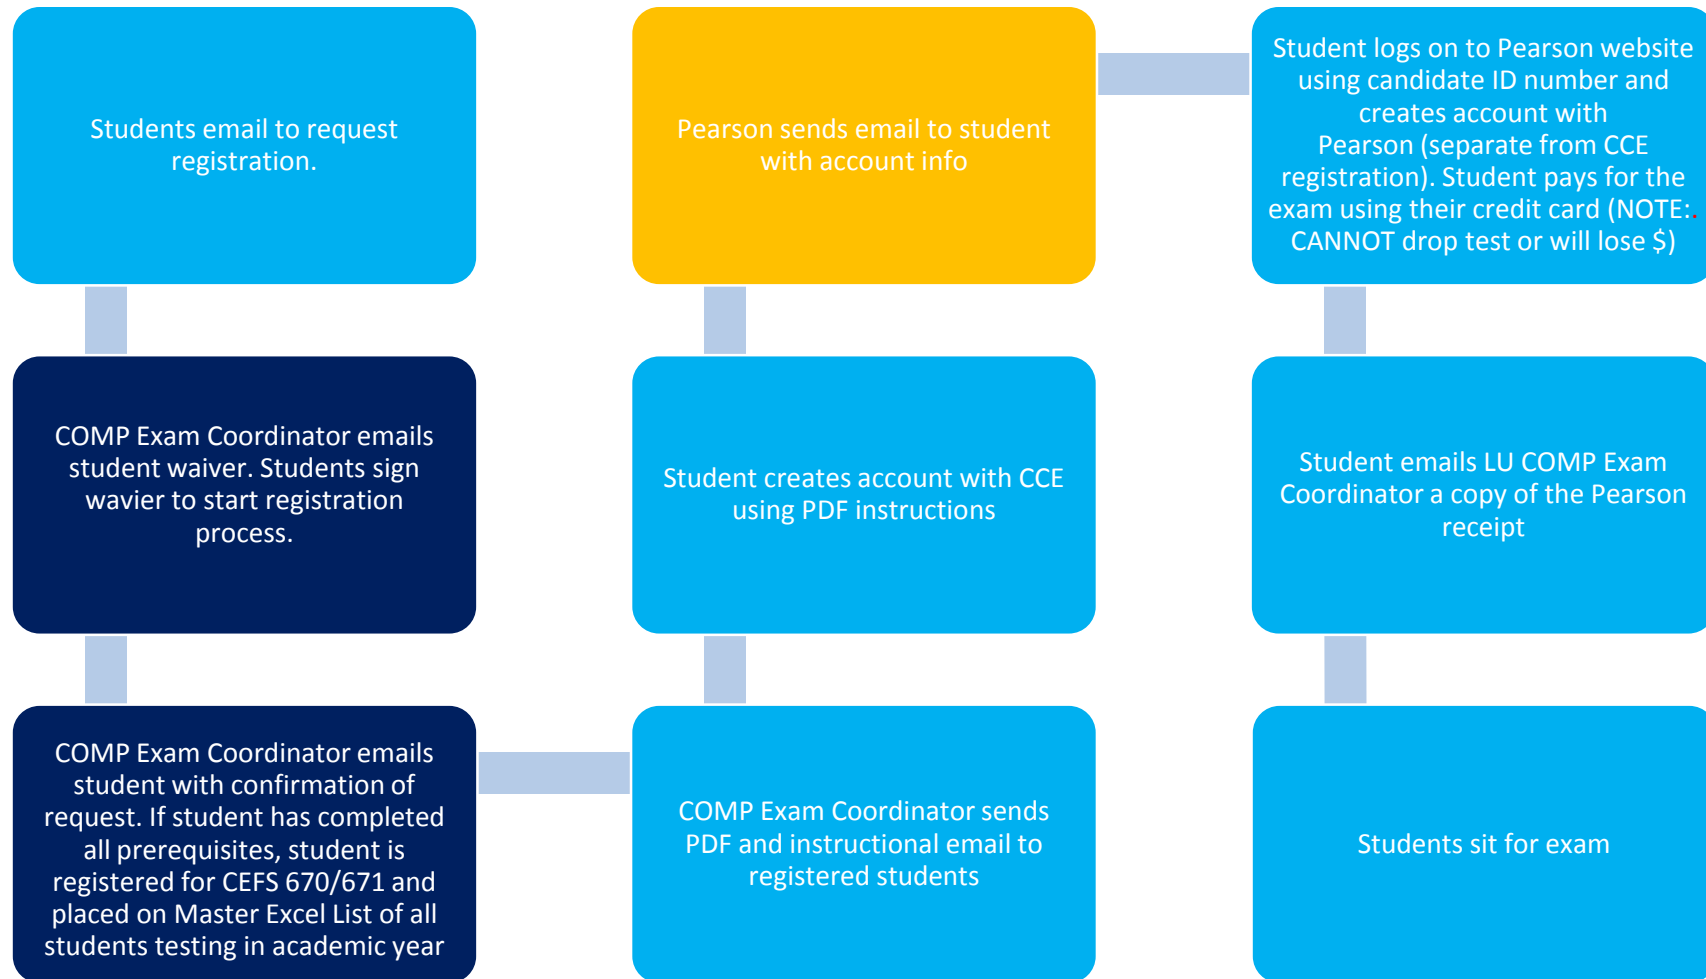 Students email to request
registration.
COMP Exam Coordinator emails
student waiver. Students sign
wavier to start registration
process.
COMP Exam Coordinator emails
student with confirmation of
request. If student has completed
all prerequisites, student is
registered for CEFS 670/671 and
placed on Master Excel List of all
students testing in academic year
COMP Exam Coordinator sends
PDF and instructional email to
registered students
Student creates account with CCE
using PDF instructions
Pearson sends email to student
with account info
Student logs on to Pearson website
using candidate ID number and
creates account with
Pearson (separate from CCE
registration). Student pays for the
exam using their credit card (NOTE:.
CANNOT drop test or will lose $)
Student emails LU COMP Exam
Coordinator a copy of the Pearson
receipt
Students sit for exam